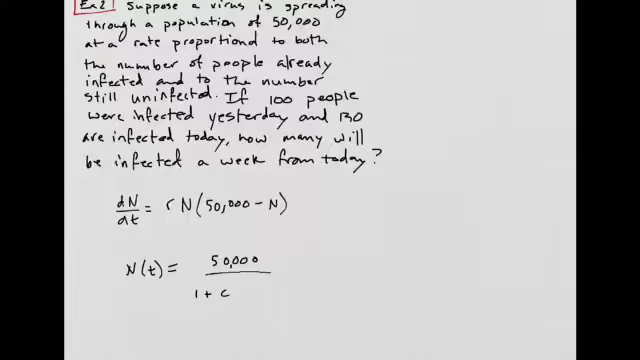 Ex2 Suppose a virus is spreading
through a population of 50,000
at a rate proportional to both
the number of people already
infected and to the number
still uninfected. If 100 people
were infected yesterday and 130
are infected today, how many will
be infected a week from today?
dN/dt = r N(50,000 - N)
N(t) = 50,000 / 1 + c